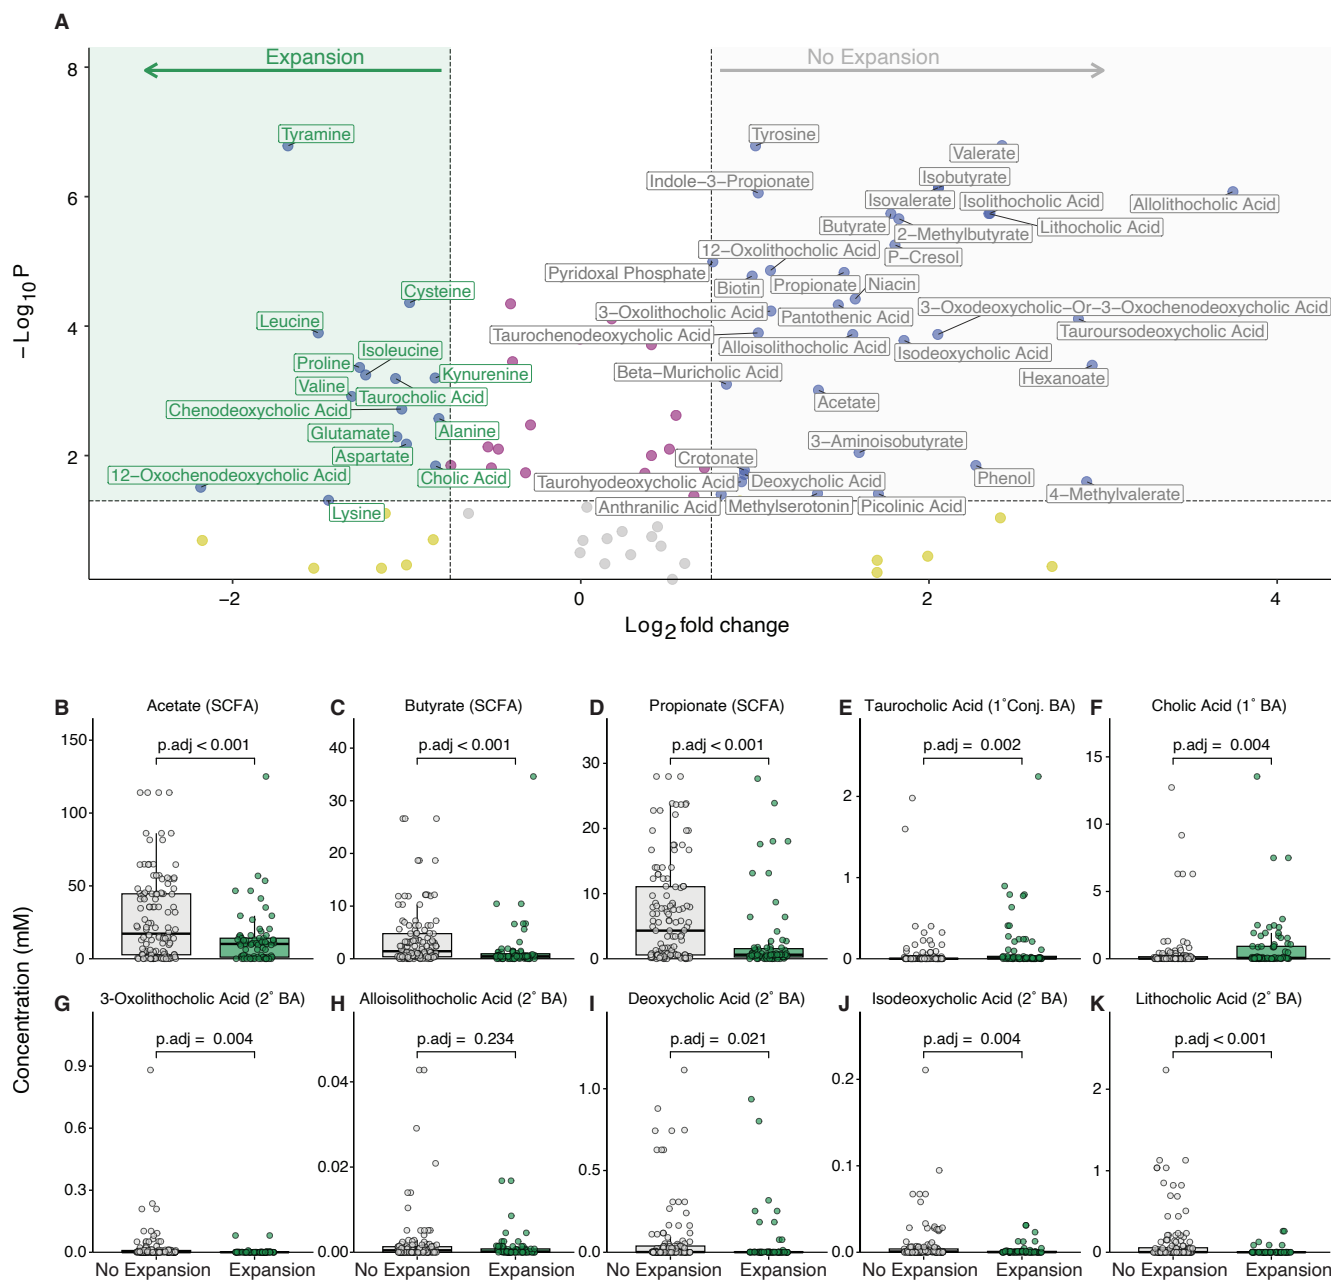 A
Expansion
No Expansion
8
6
4
2
− Log10 P
Tyramine
Tyrosine
Valerate
Indole−3−Propionate
Isobutyrate
Isovalerate
Isolithocholic Acid
Allolithocholic Acid
Butyrate
2−Methylbutyrate
Lithocholic Acid
12−Oxolithocholic Acid
P−Cresol
Pyridoxal Phosphate
Biotin
Propionate
Niacin
Cysteine
3−Oxolithocholic Acid
Pantothenic Acid
3−Oxodeoxycholic−Or−3−Oxochenodeoxycholic Acid
Leucine
Taurochenodeoxycholic Acid
Tauroursodeoxycholic Acid
Isoleucine
Alloisolithocholic Acid
Isodeoxycholic Acid
Proline
Kynurenine
Beta−Muricholic Acid
Hexanoate
Valine
Taurocholic Acid
Acetate
Chenodeoxycholic Acid
Glutamate
Alanine
3−Aminoisobutyrate
Aspartate
Crotonate
12−Oxochenodeoxycholic Acid
Cholic Acid
Taurohyodeoxycholic Acid
Deoxycholic Acid
Phenol
4−Methylvalerate
Lysine
Anthranilic Acid
Methylserotonin
Picolinic Acid
−2
0
2
4
Log2 fold change
B
Acetate (SCFA)
p.adj < 0.001
150
100
50
0
C
Butyrate (SCFA)
p.adj < 0.001
40
30
20
10
0
D
Propionate (SCFA)
p.adj < 0.001
30
20
10
0
E
Taurocholic Acid (1˚Conj. BA)
p.adj = 0.002
2
1
0
F
Cholic Acid (1˚ BA)
p.adj = 0.004
15
10
5
0
Concentration (mM)
G
3-Oxolithocholic Acid (2˚ BA)
p.adj = 0.004
0.9
0.6
0.3
0.0
No Expansion
Expansion
H
Alloisolithocholic Acid (2˚ BA)
p.adj = 0.234
0.04
0.02
0.00
No Expansion
Expansion
I
Deoxycholic Acid (2˚ BA)
p.adj = 0.021
1.0
0.5
0.0
No Expansion
Expansion
J
Isodeoxycholic Acid (2˚ BA)
p.adj = 0.004
0.2
0.1
0.0
No Expansion
Expansion
K
Lithocholic Acid (2˚ BA)
p.adj < 0.001
2
1
0
No Expansion
Expansion